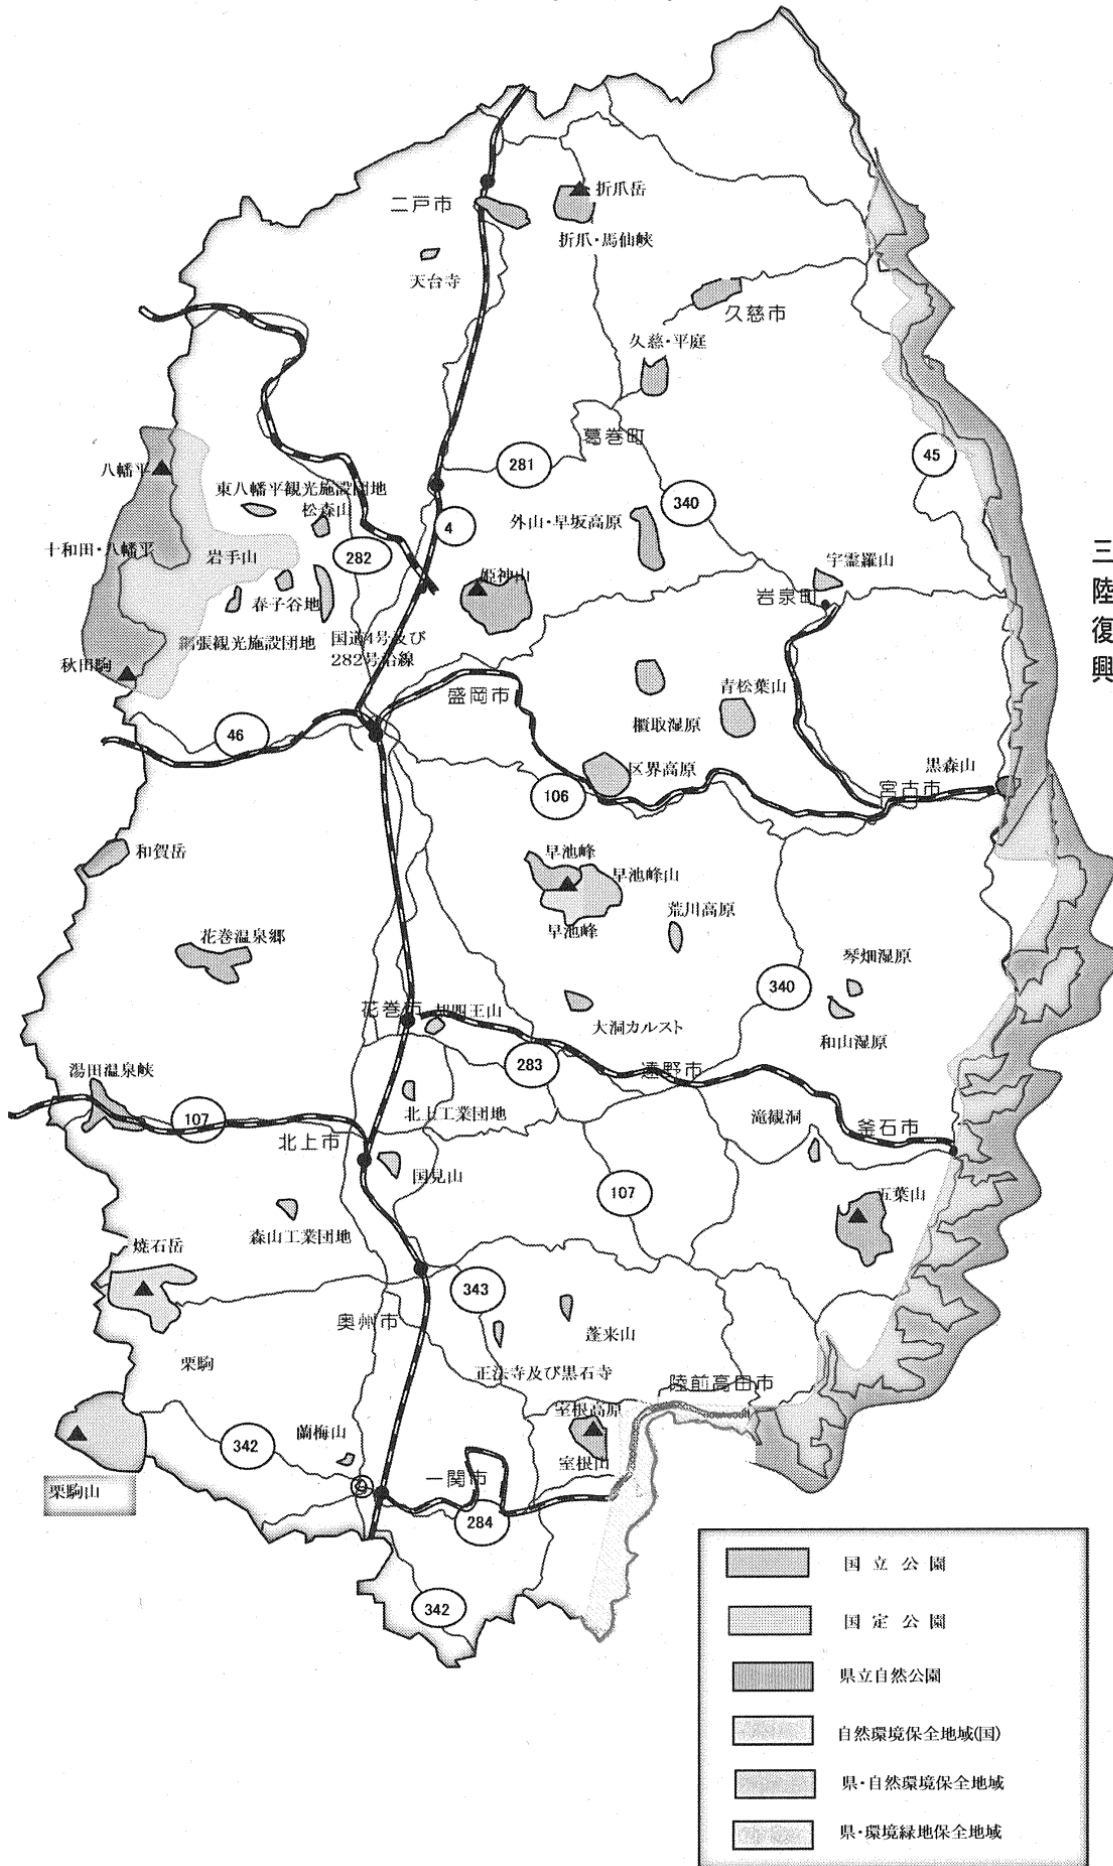 折爪岳
二戸市
折爪・馬仙峡
天台寺
久慈市
久慈・平庭
葛巻町
八幡平
281
45
東八幡平観光施設団地
松森山
340
4
外山・早坂高原
十和田・八幡平
岩手山
282
姫神山
宇霊羅山
三陸復興
春子谷地
岩泉町
網張観光施設団地
国道4号及び
282号沿線
秋田駒
盛岡市
青松葉山
櫃取湿原
46
区界高原
黒森山
106
宮古市
和賀岳
早池峰
早池峰山
荒川高原
早池峰
花巻温泉郷
琴畑湿原
340
花巻市
胡四王山
大洞カルスト
和山湿原
湯田温泉峡
283
遠野市
107
北上工業団地
滝観洞
釜石市
北上市
国見山
107
五葉山
森山工業団地
焼石岳
343
奥州市
蓬来山
栗駒
正法寺及び黒石寺
陸前高田市
室根高原
342
蘭梅山
一関市
室根山
栗駒山
284
342
国立公園
国定公園
県立自然公園
自然環境保全地域(国)
県・自然環境保全地域
県・環境緑地保全地域